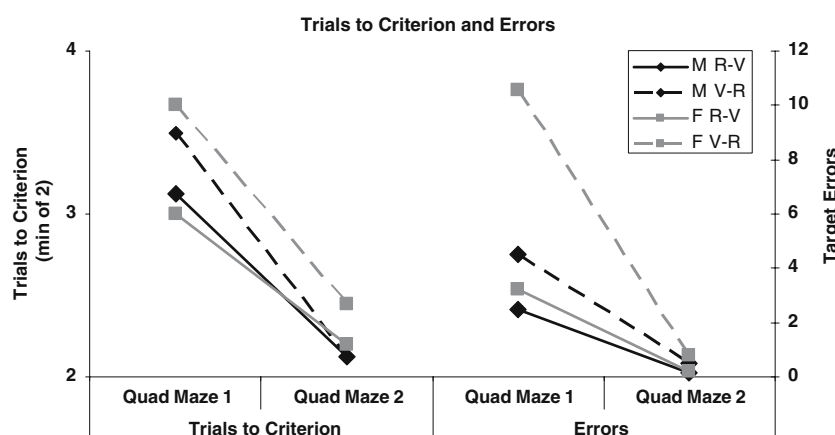 Trials to Criterion and Errors
4
3
2
Trials to Criterion
(min of 2)
12
10
8
6
4
2
0
Target Errors
M R-V
M V-R
F R-V
F V-R
Quad Maze 1
Quad Maze 2
Quad Maze 1
Quad Maze 2
Trials to Criterion
Errors